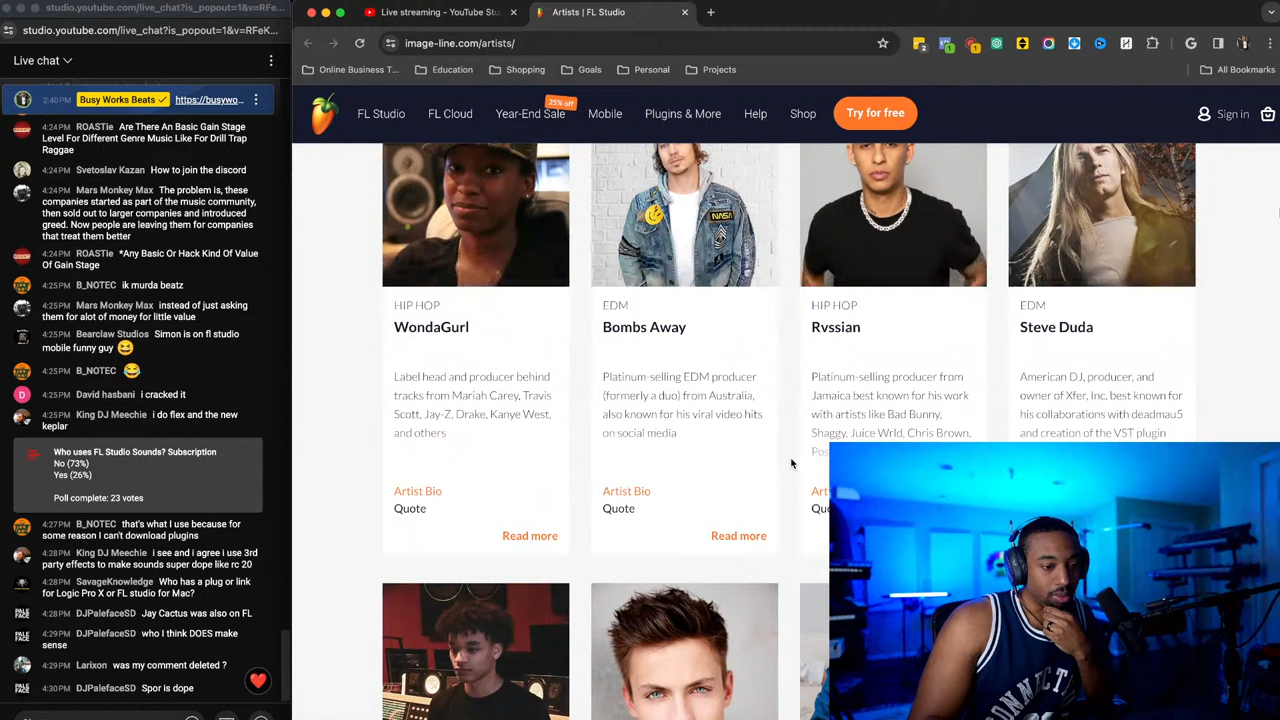 studio.youtube.com/live_chat?is_popout=1&v=RFeK...
studio.youtube.com/live_chat?is_popout=1&v=RFeK...
Live chat
2:40PM Busy Works Beats https://busywo...
4:24PM ROASTie Are There An Basic Gain Stage
Level For Different Genre Music Like For Drill Trap
Raggae
4:24PM Svetoslav Kazan How to join the discord
4:24PM Mars Monkey Max The problem is, these
companies started as part of the music community,
then sold out to larger companies and introduced
greed. Now people are leaving them for companies
that treat them better
4:24PM ROASTie *Any Basic Or Hack Kind Of Value
Of Gain Stage
4:25PM B_NOTEC ik murda beatz
4:25PM Mars Monkey Max instead of just asking
them for alot of money for little value
4:25PM Bearclaw Studios Simon is on fl studio
mobile funny guy 😆
4:25PM B_NOTEC 😂
4:25PM David hasbani i cracked it
4:25PM King DJ Meechie i do flex and the new
keplar
Who uses FL Studio Sounds? Subscription
No (73%)
Yes (26%)
Poll complete: 23 votes
4:27PM B_NOTEC that's what I use because for
some reason I can't download plugins
4:28PM King DJ Meechie i see and i agree i use 3rd
party effects to make sounds super dope like rc 20
4:28PM SavageKnowledge Who has a plug or link
for Logic Pro X or FL studio for Mac?
4:28PM DJPalefaceSD Jay Cactus was also on FL
4:29PM DJPalefaceSD who I think DOES make
sense
4:29PM Larixon was my comment deleted ?
4:30PM DJPalefaceSD Spor is dope
Live streaming - YouTube Stu
Artists | FL Studio
image-line.com/artists/
Online Business T... Education Shopping Goals Personal Projects All Bookmarks
FL Studio FL Cloud Year-End Sale 25% off Mobile Plugins & More Help Shop Try for free Sign in
HIP HOP
WondaGurl
Label head and producer behind
tracks from Mariah Carey, Travis
Scott, Jay-Z, Drake, Kanye West,
and others
Artist Bio
Quote
Read more
EDM
Bombs Away
Platinum-selling EDM producer
(formerly a duo) from Australia,
also known for his viral video hits
on social media
Artist Bio
Quote
Read more
HIP HOP
Rvssian
Platinum-selling producer from
Jamaica best known for his work
with artists like Bad Bunny,
Shaggy, Juice Wrld, Chris Brown,
EDM
Steve Duda
American DJ, producer, and
owner of Xfer, Inc. best known for
his collaborations with deadmau5
and creation of the VST plugin
CONNECTICUT